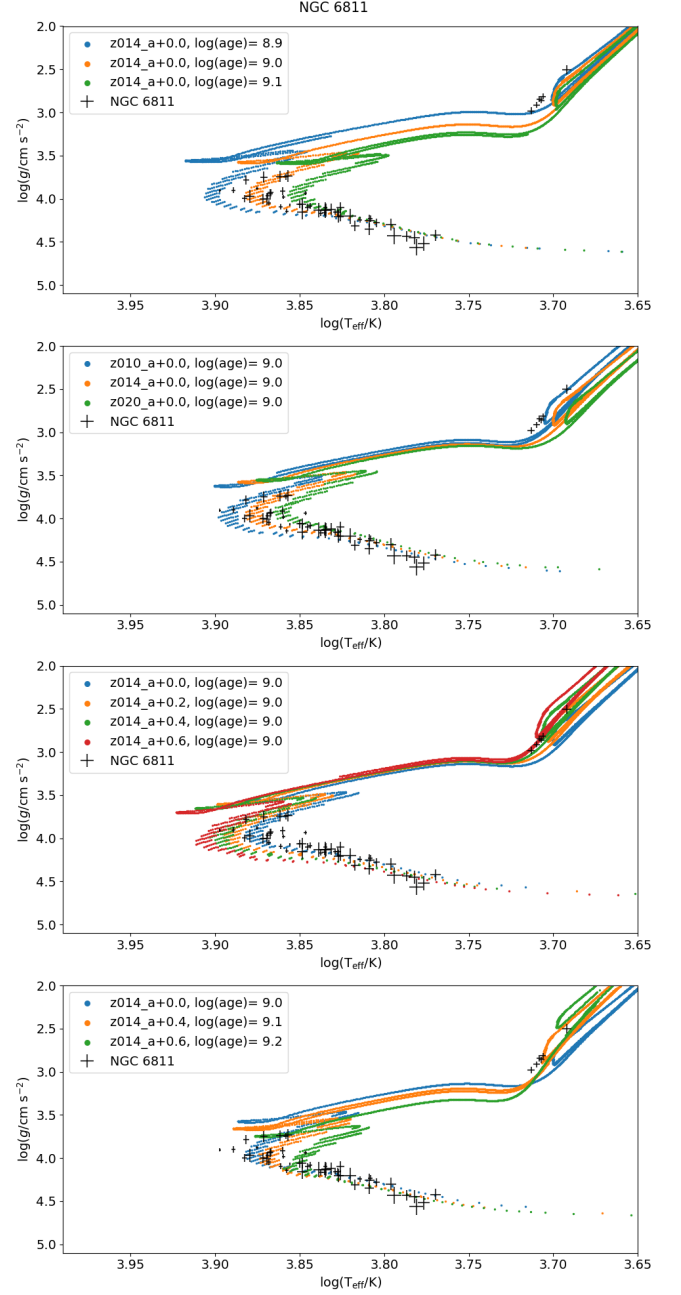 NGC 6811
2.0
2.5
3.0
3.5
4.0
4.5
5.0
log(g/cm s⁻²)
z014_a+0.0, log(age)= 8.9
z014_a+0.0, log(age)= 9.0
z014_a+0.0, log(age)= 9.1
NGC 6811
3.95 3.90 3.85 3.80 3.75 3.70 3.65
log(T_eff/K)
2.0
2.5
3.0
3.5
4.0
4.5
5.0
log(g/cm s⁻²)
z010_a+0.0, log(age)= 9.0
z014_a+0.0, log(age)= 9.0
z020_a+0.0, log(age)= 9.0
NGC 6811
3.95 3.90 3.85 3.80 3.75 3.70 3.65
log(T_eff/K)
2.0
2.5
3.0
3.5
4.0
4.5
5.0
log(g/cm s⁻²)
z014_a+0.0, log(age)= 9.0
z014_a+0.2, log(age)= 9.0
z014_a+0.4, log(age)= 9.0
z014_a+0.6, log(age)= 9.0
NGC 6811
3.95 3.90 3.85 3.80 3.75 3.70 3.65
log(T_eff/K)
2.0
2.5
3.0
3.5
4.0
4.5
5.0
log(g/cm s⁻²)
z014_a+0.0, log(age)= 9.0
z014_a+0.4, log(age)= 9.1
z014_a+0.6, log(age)= 9.2
NGC 6811
3.95 3.90 3.85 3.80 3.75 3.70 3.65
log(T_eff/K)